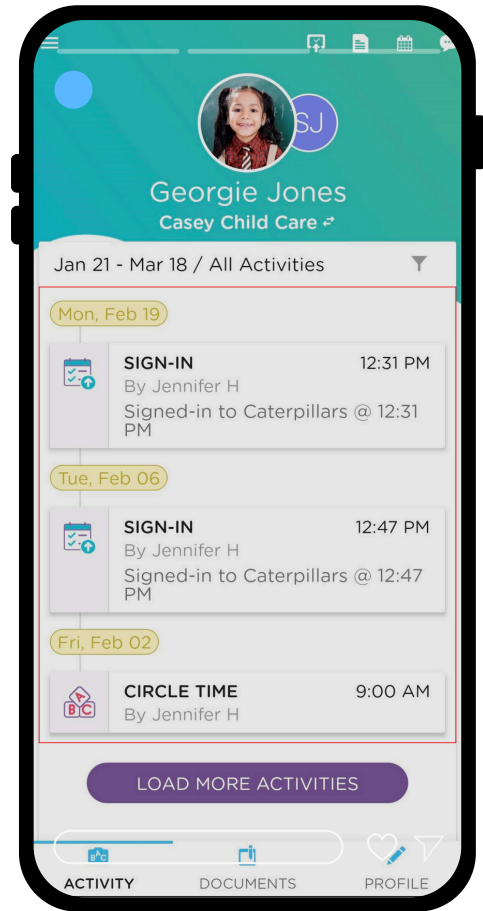 SJ
Georgie Jones
Casey Child Care
Jan 21 - Mar 18 / All Activities
Mon, Feb 19
SIGN-IN 12:31 PM
By Jennifer H
Signed-in to Caterpillars @ 12:31
PM
Tue, Feb 06
SIGN-IN 12:47 PM
By Jennifer H
Signed-in to Caterpillars @ 12:47
PM
Fri, Feb 02
A
B C
CIRCLE TIME 9:00 AM
By Jennifer H
LOAD MORE ACTIVITIES
BAC
ACTIVITY DOCUMENTS PROFILE